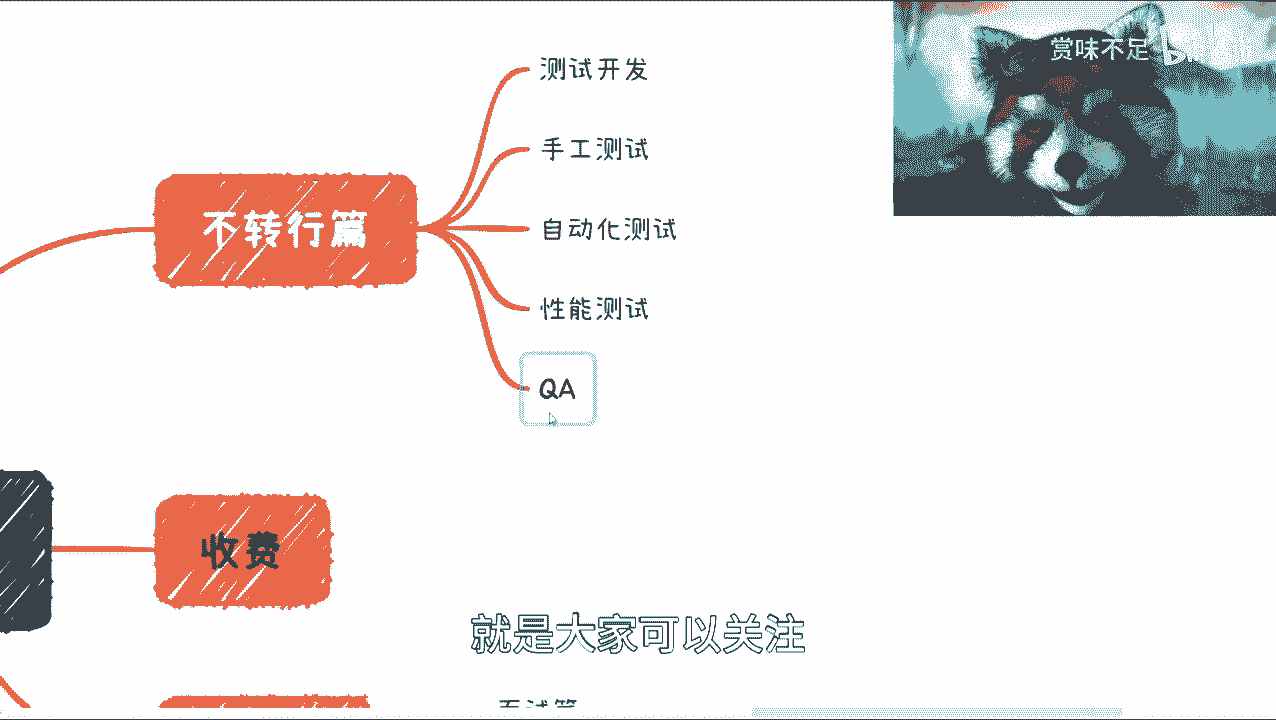 赏味不足
测试开发
手工测试
不转行篇
自动化测试
性能测试
QA
收费
就是大家可以关注